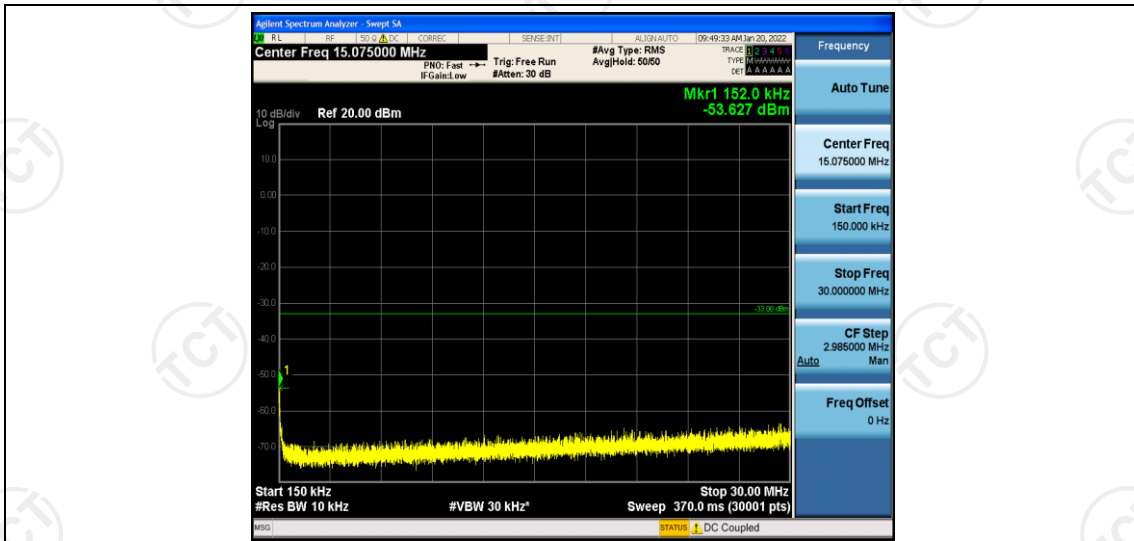 Agilent Spectrum Analyzer - Swept SA
RL RF 50 Ω DC CORREC SENSE:INT ALIGN AUTO 09:49:33 AM Jan 20, 2022
Center Freq 15.075000 MHz
PNO: Fast
IFGain:Low
Trig: Free Run
#Atten: 30 dB
#Avg Type: RMS
Avg|Hold: 50/50
TRACE 1 2 3 4 5 6
TYPE M
DET A A A A A A
Mkr1 152.0 kHz
-53.627 dBm
10 dB/div Ref 20.00 dBm
Log
10.0
0.00
-10.0
-20.0
-30.0
-33.00 dBm
-40.0
1
-50.0
-60.0
-70.0
Start 150 kHz Stop 30.00 MHz
#Res BW 10 kHz #VBW 30 kHz* Sweep 370.0 ms (30001 pts)
MSG STATUS DC Coupled
Frequency
Auto Tune
Center Freq
15.075000 MHz
Start Freq
150.000 kHz
Stop Freq
30.000000 MHz
CF Step
2.985000 MHz
Auto Man
Freq Offset
0 Hz
TCT
TCT
TCT
TCT